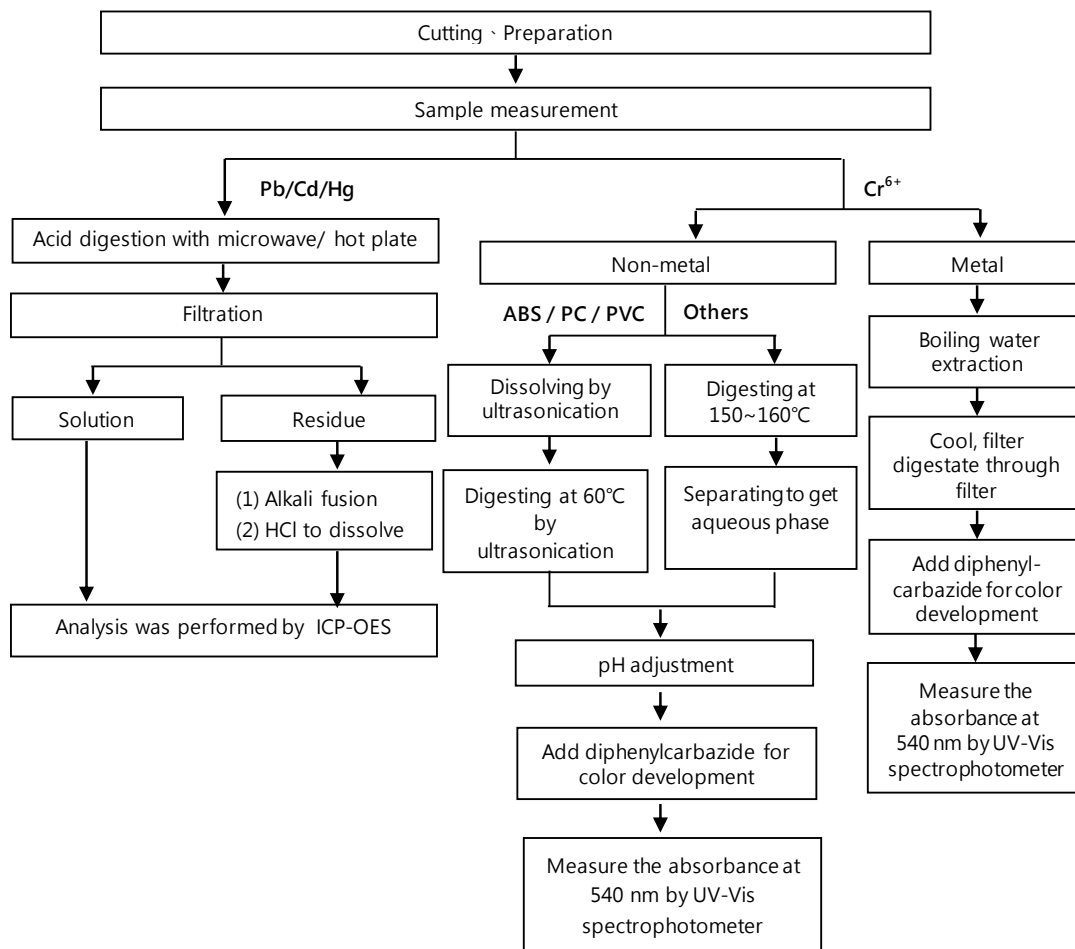 Cutting、Preparation
Sample measurement
Pb/Cd/Hg
Acid digestion with microwave/ hot plate
Filtration
Solution
Residue
(1) Alkali fusion
(2) HCl to dissolve
Analysis was performed by ICP-OES
Cr⁶⁺
Non-metal
ABS / PC / PVC
Others
Dissolving by
ultrasonication
Digesting at 60℃
by
ultrasonication
Digesting at
150~160℃
Separating to get
aqueous phase
pH adjustment
Add diphenylcarbazide for
color development
Measure the absorbance at
540 nm by UV-Vis
spectrophotometer
Metal
Boiling water
extraction
Cool, filter
digestate through
filter
Add diphenyl-
carbazide for color
development
Measure the
absorbance at
540 nm by UV-Vis
spectrophotometer